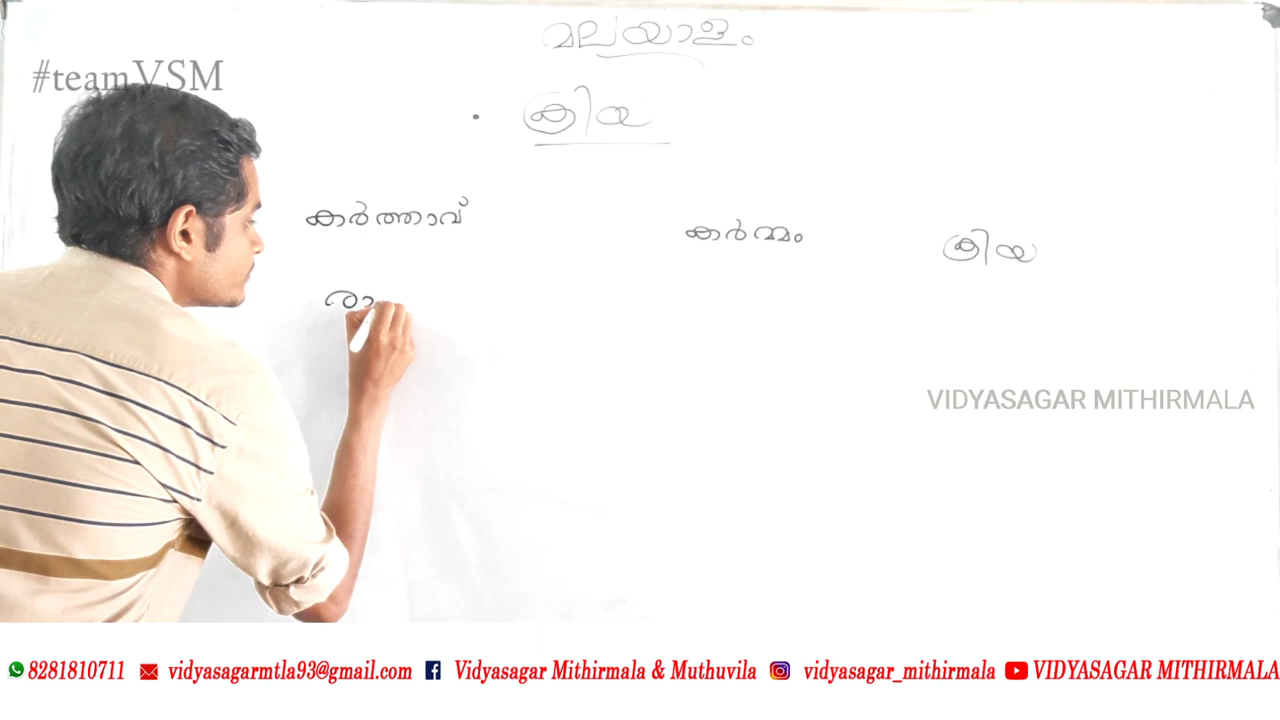 മലയാളം
#teamVSM
• ക്രിയ
കർത്താവ് കർമ്മം ക്രിയ
രാ
VIDYASAGAR MITHIRMALA
8281810711 vidyasagarmtla93@gmail.com Vidyasagar Mithirmala & Muthuvila vidyasagar_mithirmala VIDYASAGAR MITHIRMALA